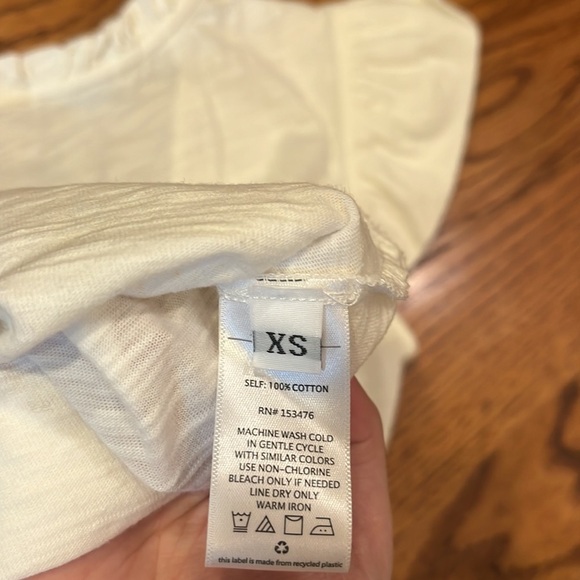 XS
SELF: 100% COTTON
RN# 153476
MACHINE WASH COLD
IN GENTLE CYCLE
WITH SIMILAR COLORS
USE NON-CHLORINE
BLEACH ONLY IF NEEDED
LINE DRY ONLY
WARM IRON
this label is made from recycled plastic